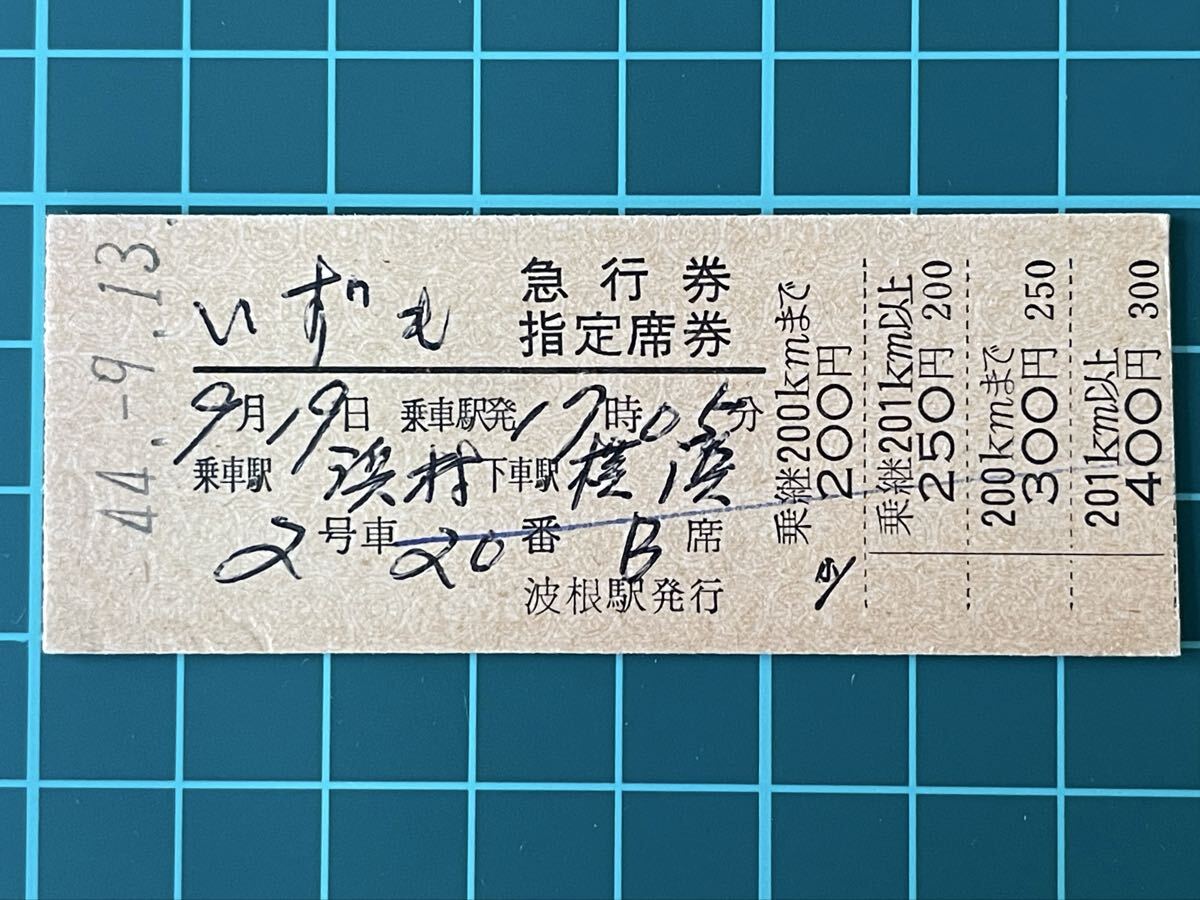 44.-9.13.
いずも 急行券
指定席券
9月19日 乗車駅発17時05分
乗車駅 浜村 下車駅 横浜
2号車 20番 B席
波根駅発行
乗継200kmまで
200円
乗継201km以上
250円 200
200kmまで
300円 250
201km以上
400円 300